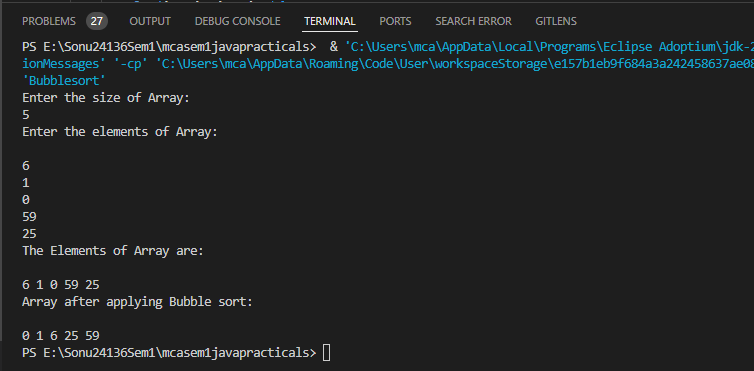 PROBLEMS 27 OUTPUT DEBUG CONSOLE TERMINAL PORTS SEARCH ERROR GITLENS
PS E:\Sonu24136Sem1\mcasem1javapracticals> & 'C:\Users\mca\AppData\Local\Programs\Eclipse Adoptium\jdk-2
ionMessages' '-cp' 'C:\Users\mca\AppData\Roaming\Code\User\workspaceStorage\e157b1eb9f684a3a242458637ae08
'Bubblesort'
Enter the size of Array:
5
Enter the elements of Array:
6
1
0
59
25
The Elements of Array are:
6 1 0 59 25
Array after applying Bubble sort:
0 1 6 25 59
PS E:\Sonu24136Sem1\mcasem1javapracticals>